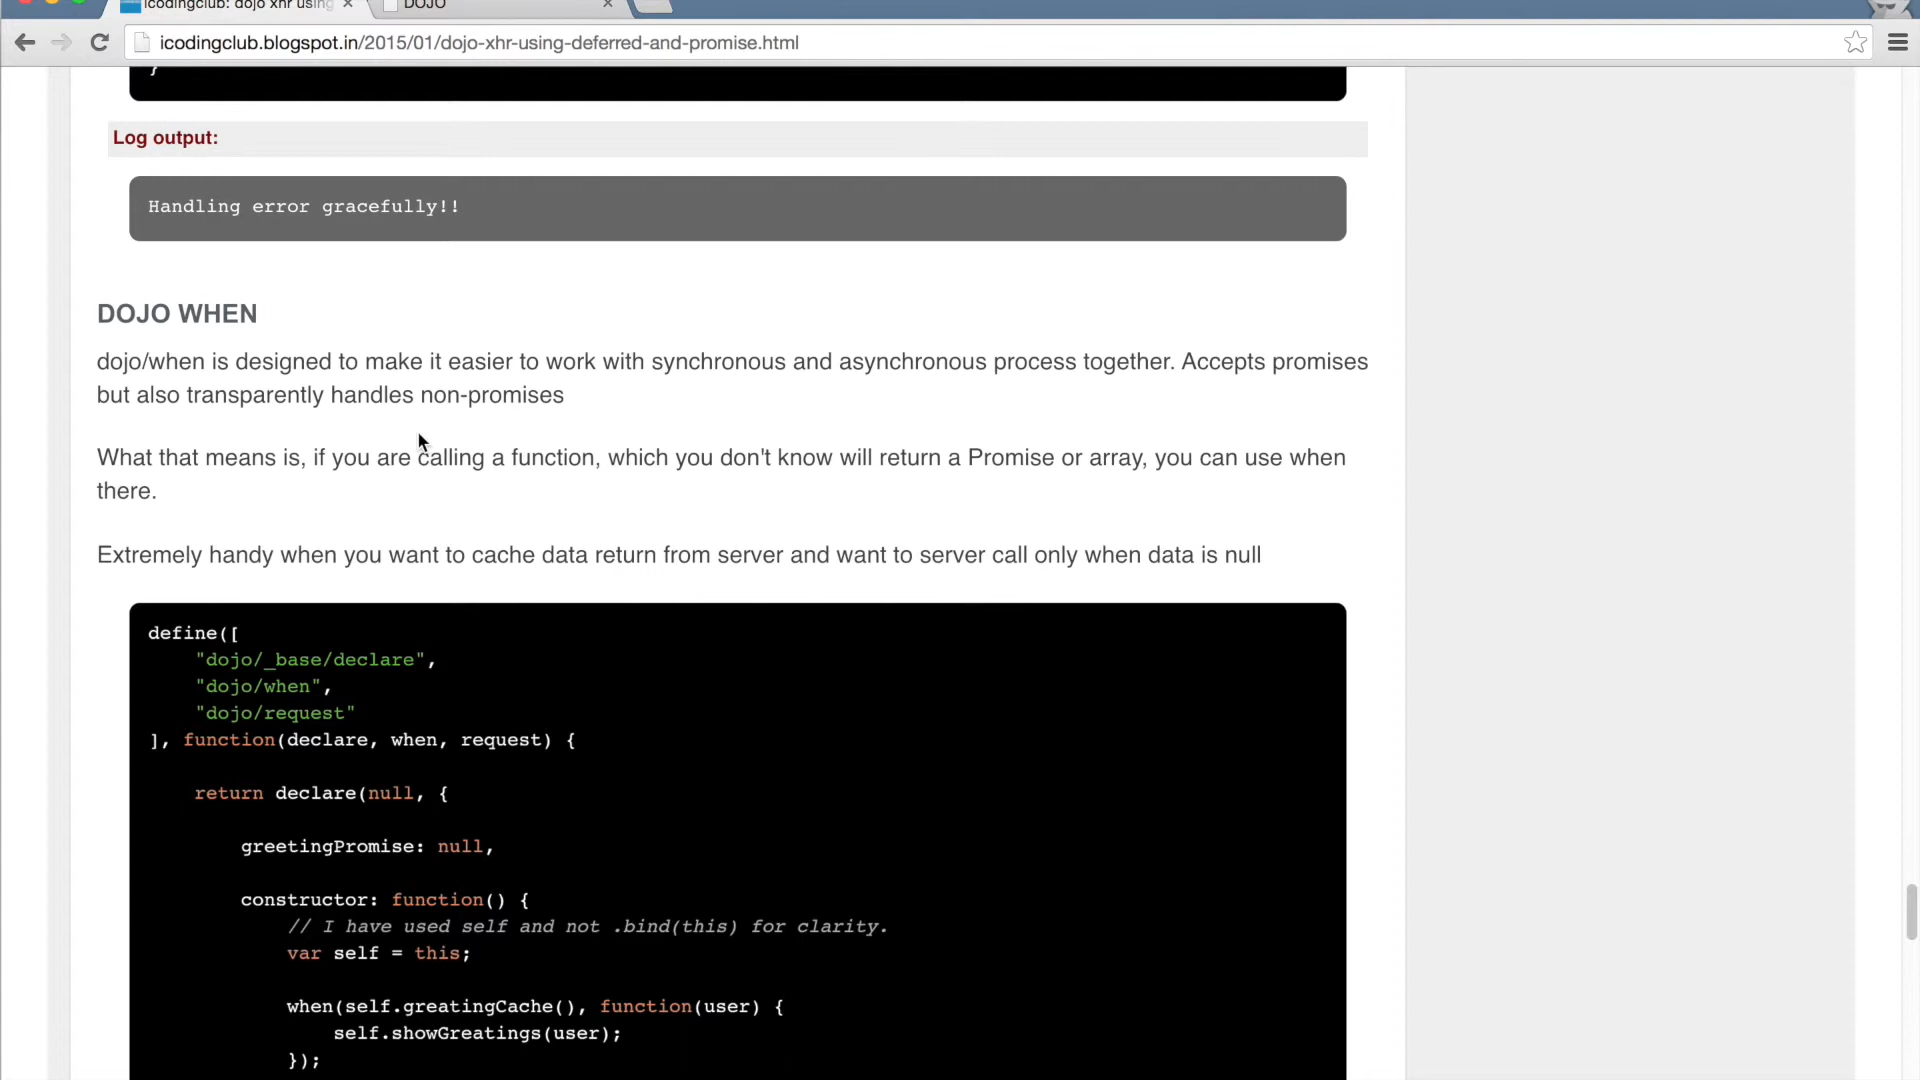 icodingclub: dojo xhr using
DOJO
icodingclub.blogspot.in/2015/01/dojo-xhr-using-deferred-and-promise.html
}
Log output:
Handling error gracefully!!
DOJO WHEN
dojo/when is designed to make it easier to work with synchronous and asynchronous process together. Accepts promises
but also transparently handles non-promises
What that means is, if you are calling a function, which you don't know will return a Promise or array, you can use when
there.
Extremely handy when you want to cache data return from server and want to server call only when data is null
define([
"dojo/_base/declare",
"dojo/when",
"dojo/request"
], function(declare, when, request) {
return declare(null, {
greetingPromise: null,
constructor: function() {
// I have used self and not .bind(this) for clarity.
var self = this;
when(self.greatingCache(), function(user) {
self.showGreatings(user);
});